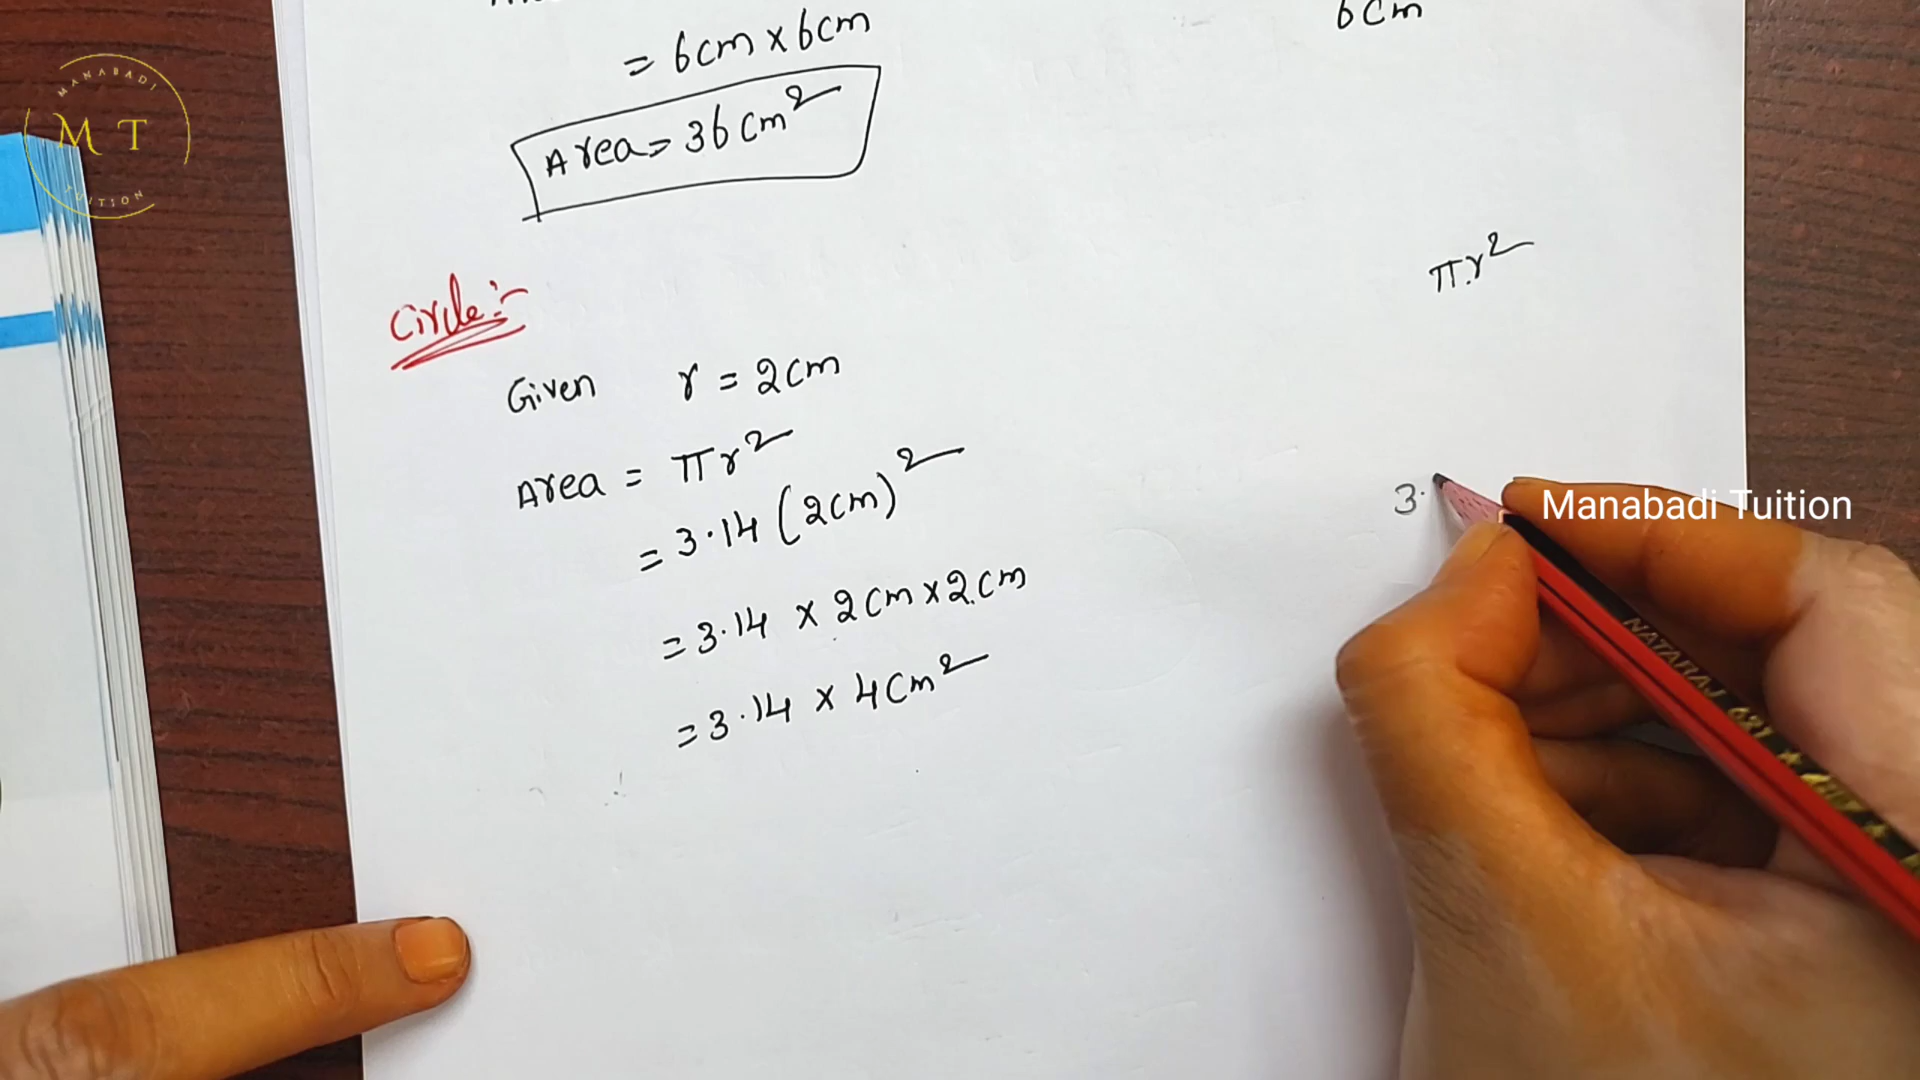 6cm
= 6cm x 6cm
Area = 36 cm²
MANABADI
M T
TUITION
πr²
Circle:-
Given r = 2cm
Area = πr²
= 3.14 (2cm)²
3.
Manabadi Tuition
= 3.14 x 2cm x 2cm
= 3.14 x 4cm²
NATARAJ 621